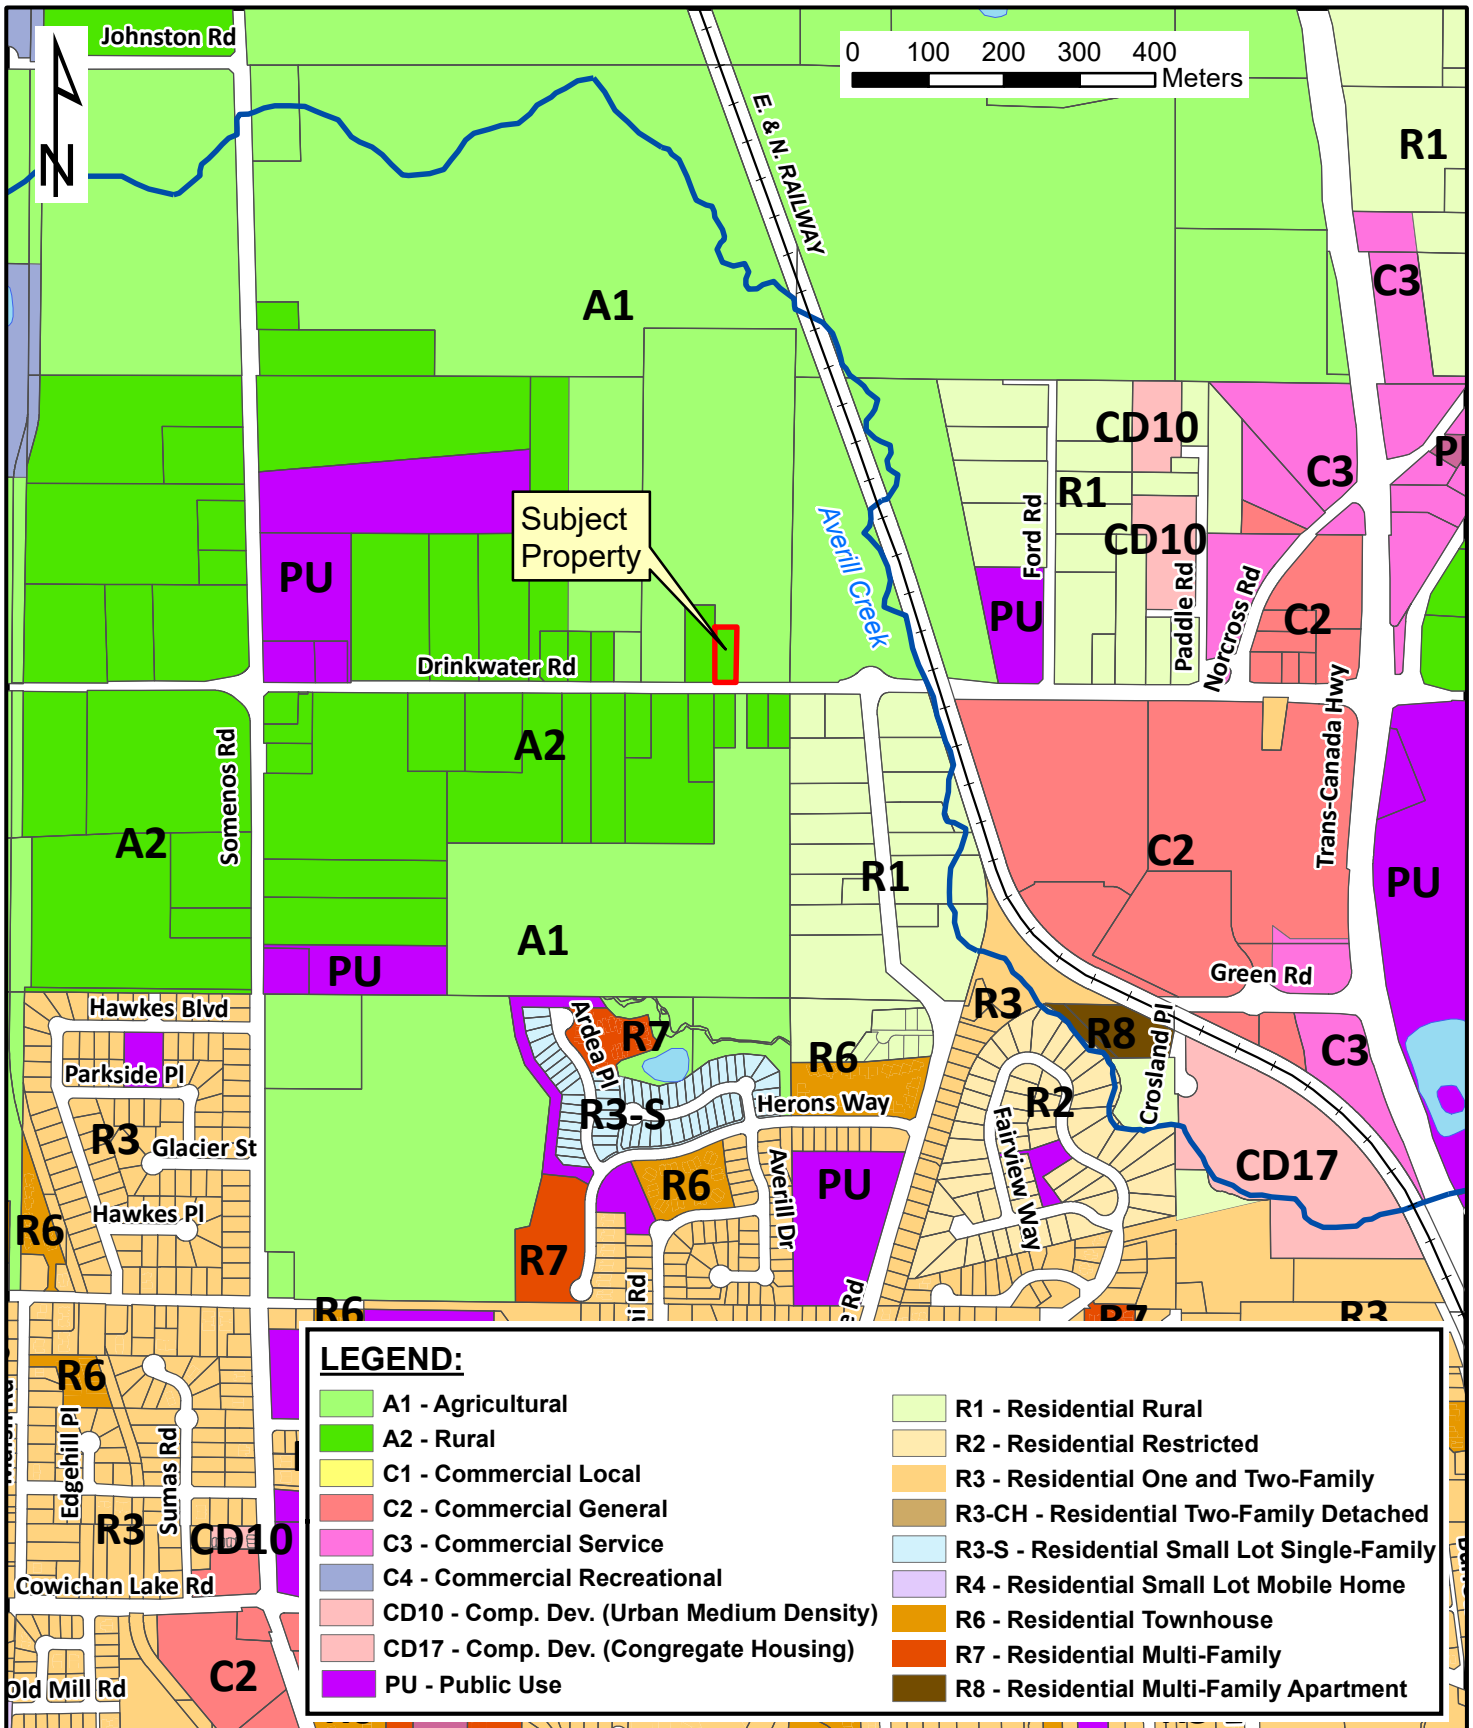 Johnston Rd
N
0 100 200 300 400
Meters
E. & N. RAILWAY
R1
C3
A1
CD10
C3
R1
CD10
Subject
Property
Ford Rd
Averill Creek
PU
PU
Paddle Rd
Norcross Rd
C2
Drinkwater Rd
A2
Somenos Rd
Trans-Canada Hwy
A2
C2
R1
PU
A1
PU
Green Rd
Hawkes Blvd
R3
Ardea Pl
R7
R8
Crosland Pl
C3
Parkside Pl
R6
R3-S
Herons Way
R2
Fairview Way
R3
Glacier St
CD17
R6
PU
Averill Dr
Hawkes Pl
R6
R7
R6
R7
R3
LEGEND:
A1 - Agricultural
A2 - Rural
C1 - Commercial Local
C2 - Commercial General
C3 - Commercial Service
C4 - Commercial Recreational
CD10 - Comp. Dev. (Urban Medium Density)
CD17 - Comp. Dev. (Congregate Housing)
PU - Public Use
R1 - Residential Rural
R2 - Residential Restricted
R3 - Residential One and Two-Family
R3-CH - Residential Two-Family Detached
R3-S - Residential Small Lot Single-Family
R4 - Residential Small Lot Mobile Home
R6 - Residential Townhouse
R7 - Residential Multi-Family
R8 - Residential Multi-Family Apartment
R6
Edgehill Pl
Sumas Rd
R3
CD10
Cowichan Lake Rd
C2
Old Mill Rd